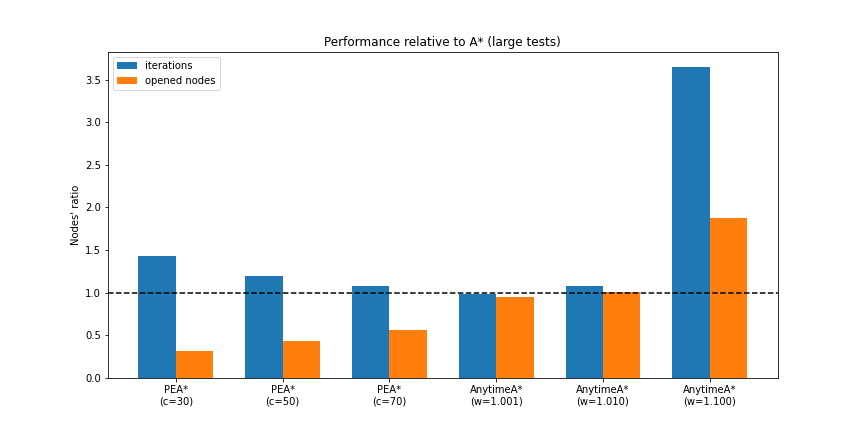 Performance relative to A* (large tests)
iterations
opened nodes
Nodes' ratio
3.5
3.0
2.5
2.0
1.5
1.0
0.5
0.0
PEA*
(c=30)
PEA*
(c=50)
PEA*
(c=70)
AnytimeA*
(w=1.001)
AnytimeA*
(w=1.010)
AnytimeA*
(w=1.100)